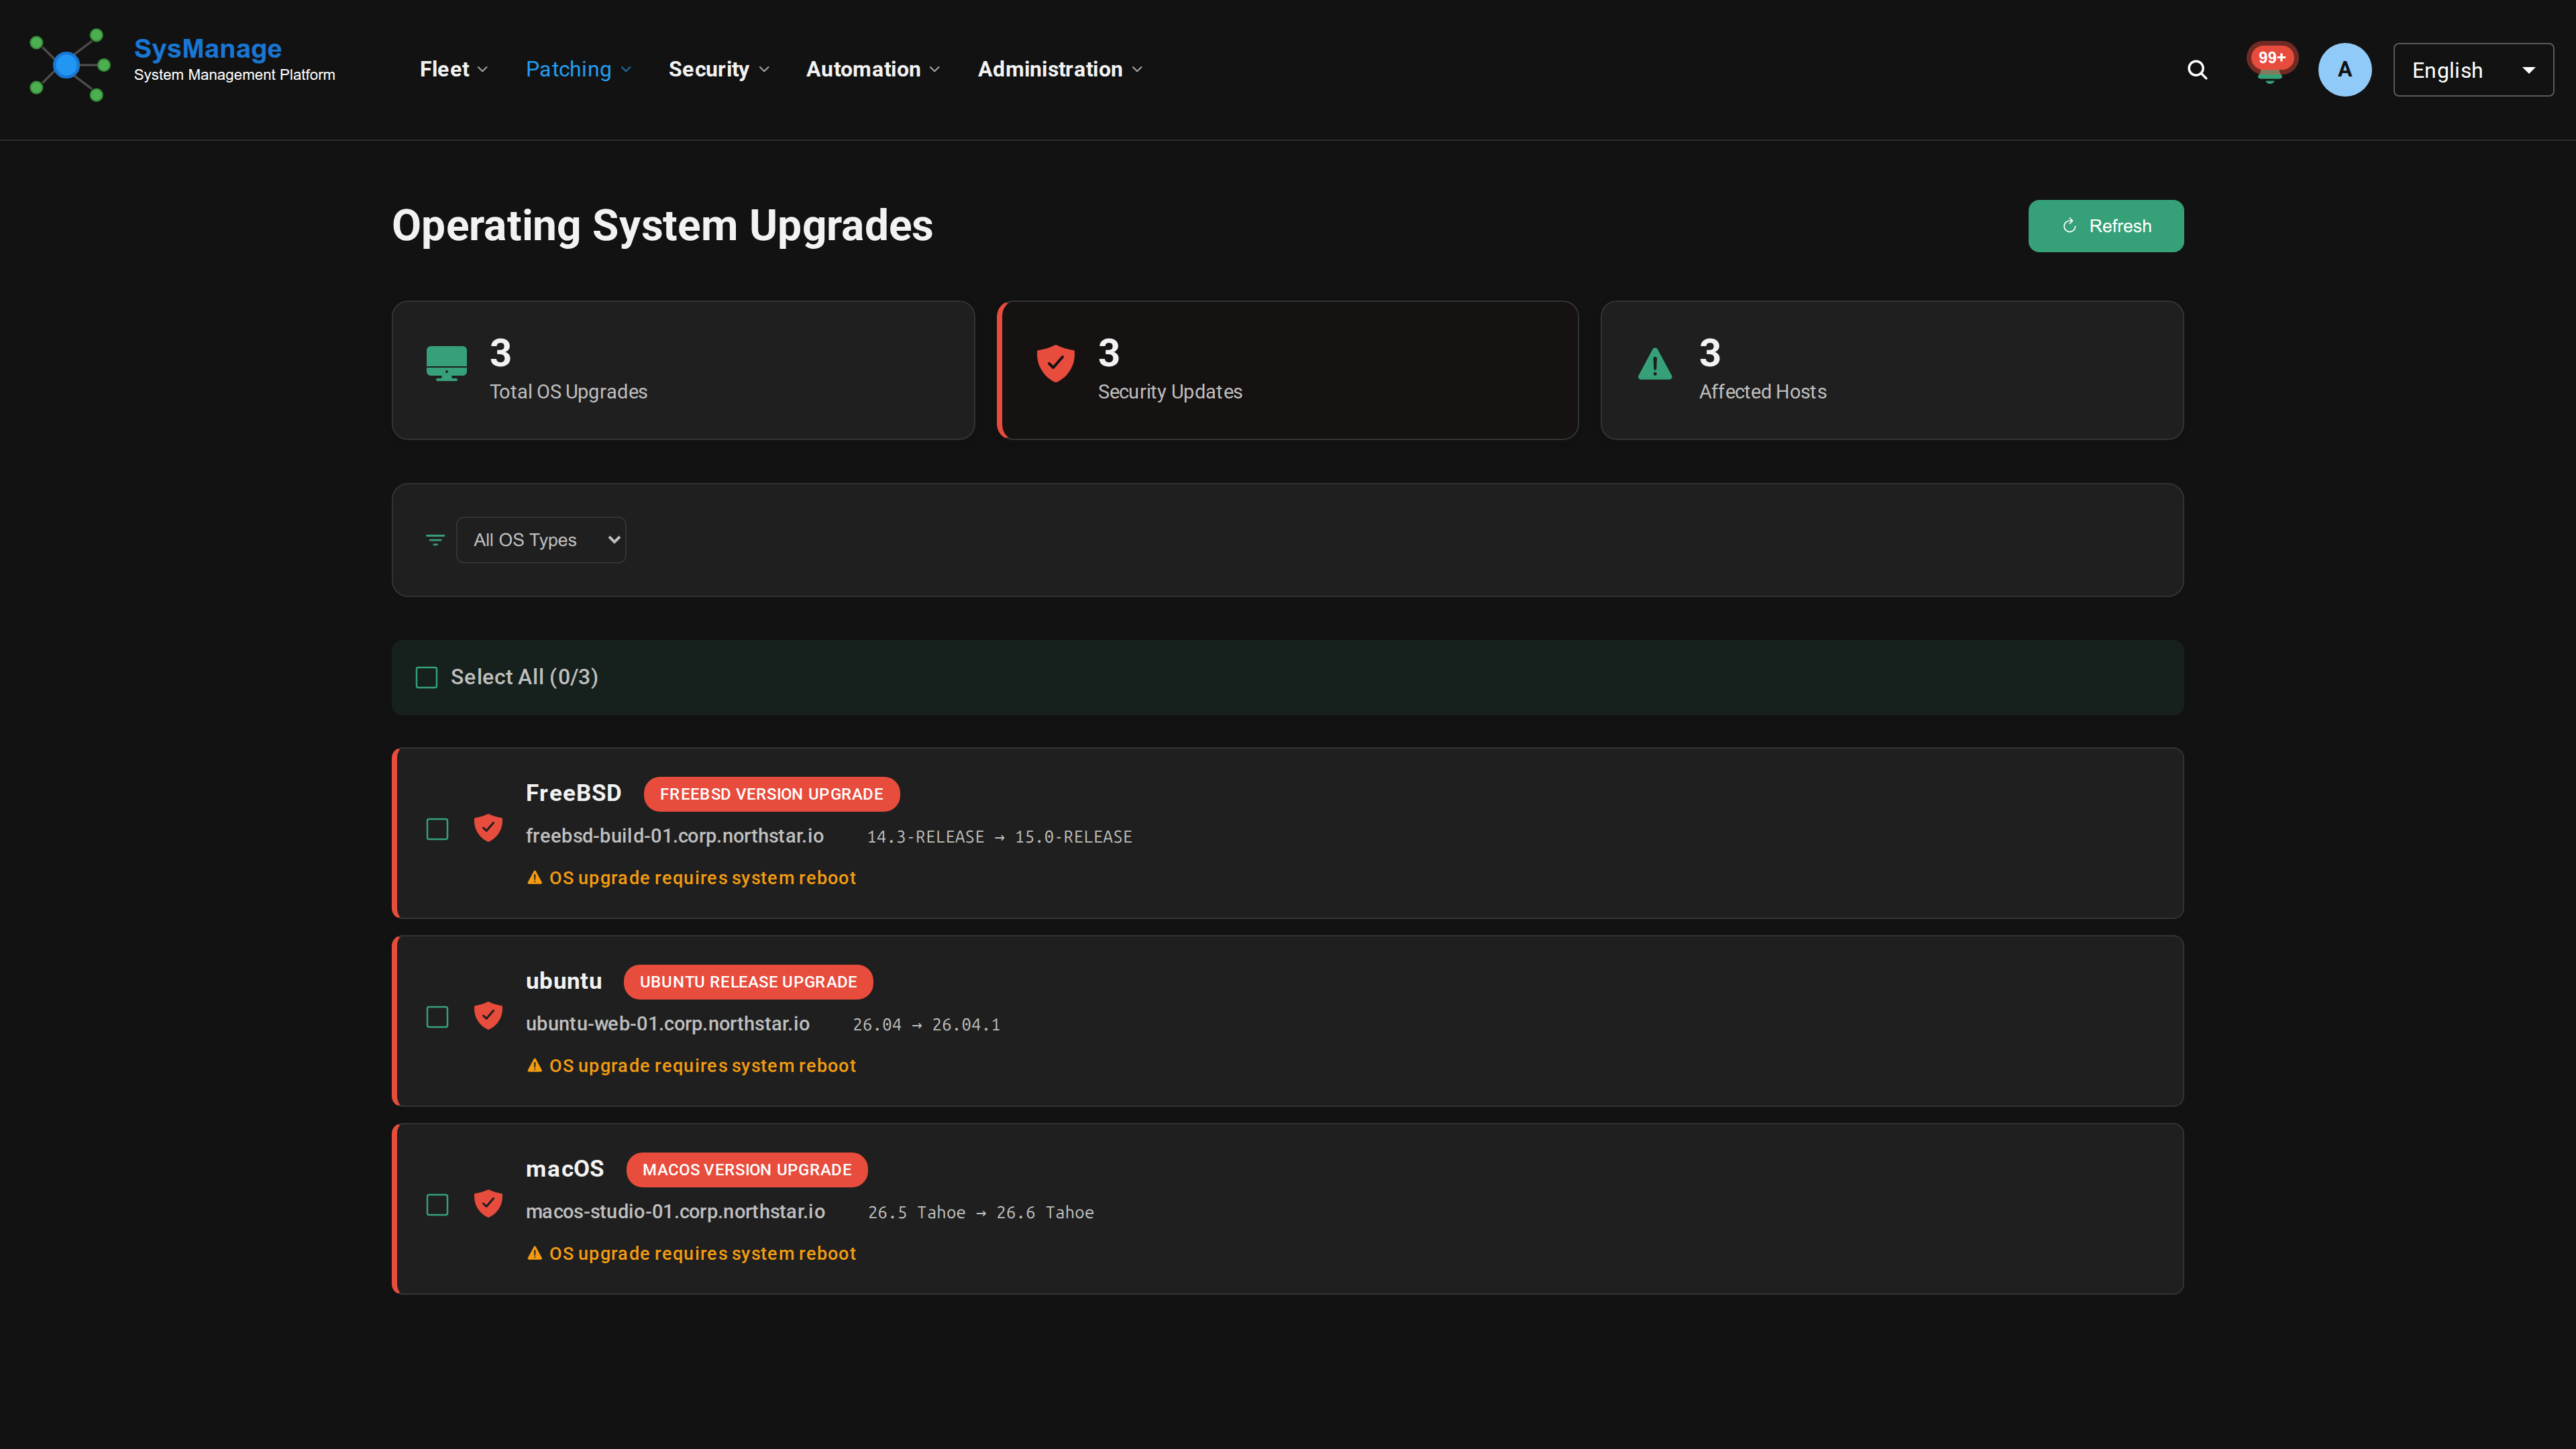 SysManage
System Management Platform
Fleet
Patching
Security
Automation
Administration
99+
A
English
Operating System Upgrades
Refresh
3
Total OS Upgrades
3
Security Updates
3
Affected Hosts
All OS Types
Select All (0/3)
FreeBSD FREEBSD VERSION UPGRADE
freebsd-build-01.corp.northstar.io 14.3-RELEASE → 15.0-RELEASE
OS upgrade requires system reboot
ubuntu UBUNTU RELEASE UPGRADE
ubuntu-web-01.corp.northstar.io 26.04 → 26.04.1
OS upgrade requires system reboot
macOS MACOS VERSION UPGRADE
macos-studio-01.corp.northstar.io 26.5 Tahoe → 26.6 Tahoe
OS upgrade requires system reboot